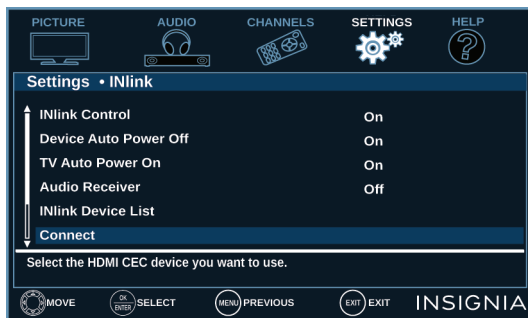 PICTURE AUDIO CHANNELS SETTINGS HELP
Settings • INlink
INlink Control On
Device Auto Power Off On
TV Auto Power On On
Audio Receiver Off
INlink Device List
Connect
Select the HDMI CEC device you want to use.
MOVE OK ENTER SELECT MENU PREVIOUS EXIT EXIT INSIGNIA